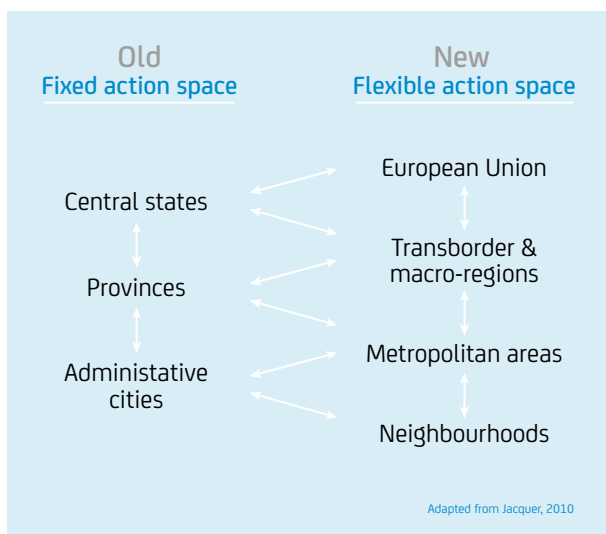 Old
Fixed action space
New
Flexible action space
European Union
Central states
Transborder &
macro-regions
Provinces
Metropolitan areas
Administative
cities
Neighbourhoods
Adapted from Jacquer, 2010